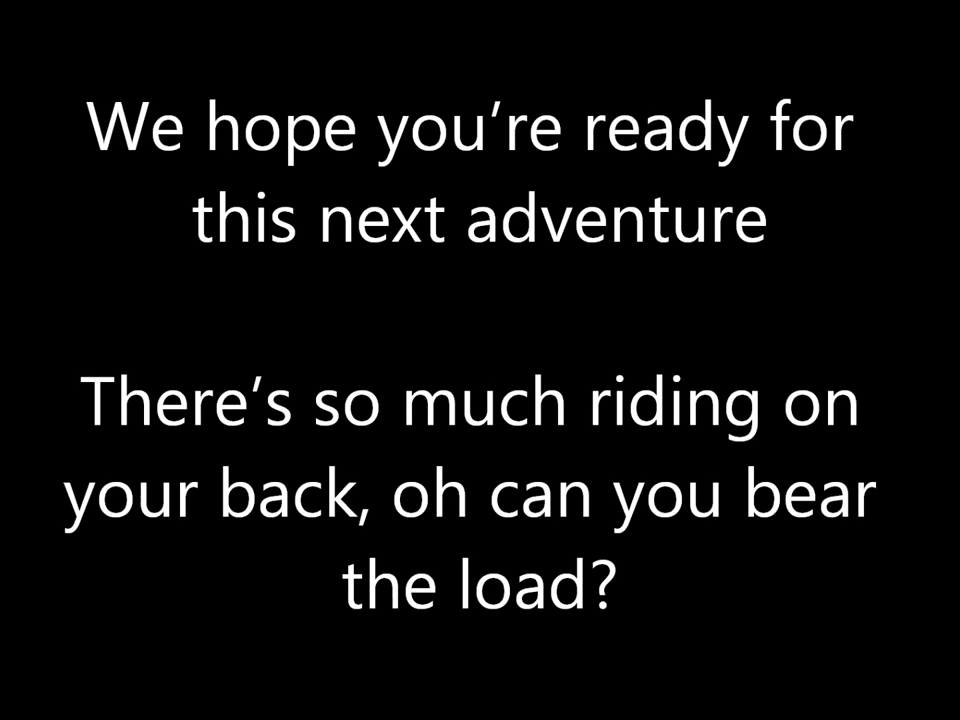 We hope you’re ready for
this next adventure
There’s so much riding on
your back, oh can you bear
the load?